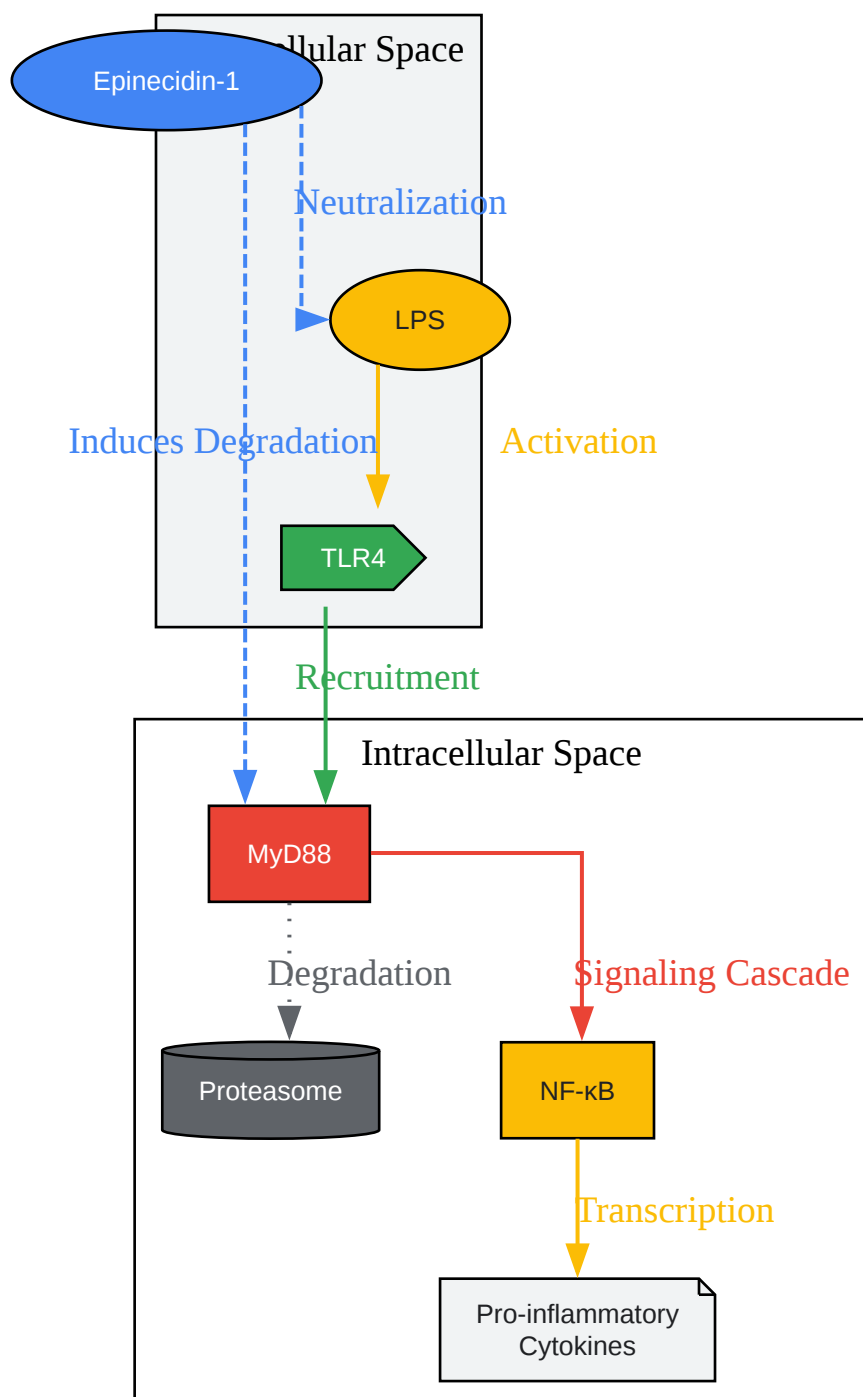 Space
Epinecidin-1
Neutralization
LPS
Induces Degradation
Activation
TLR4
Recruitment
Intracellular Space
MyD88
Degradation
Signaling Cascade
Proteasome
NF-κB
Transcription
Pro-inflammatory
Cytokines